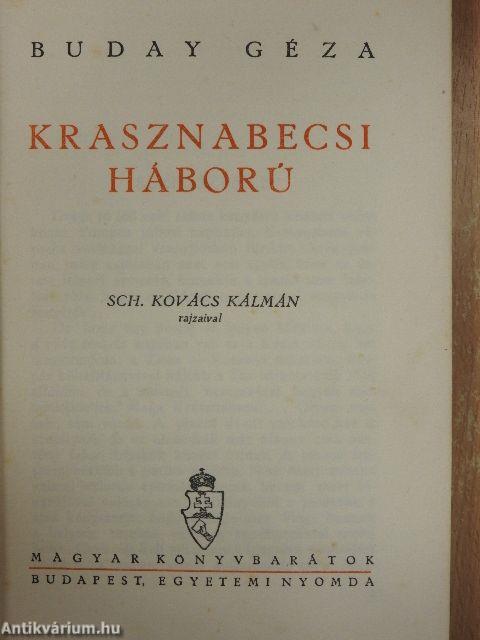 BUDAY GÉZA
KRASZNABECSI
HÁBORÚ
SCH. KOVÁCS KÁLMÁN
rajzaival
MAGYAR KÖNYVBARÁTOK
BUDAPEST, EGYETEMI NYOMDA
Antikvárium.hu